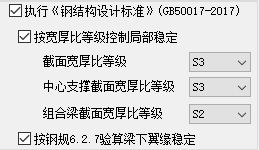 执行《钢结构设计标准》(GB50017-2017)
按宽厚比等级控制局部稳定
截面宽厚比等级 S3
中心支撑截面宽厚比等级 S3
组合梁截面宽厚比等级 S2
按钢规6.2.7验算梁下翼缘稳定